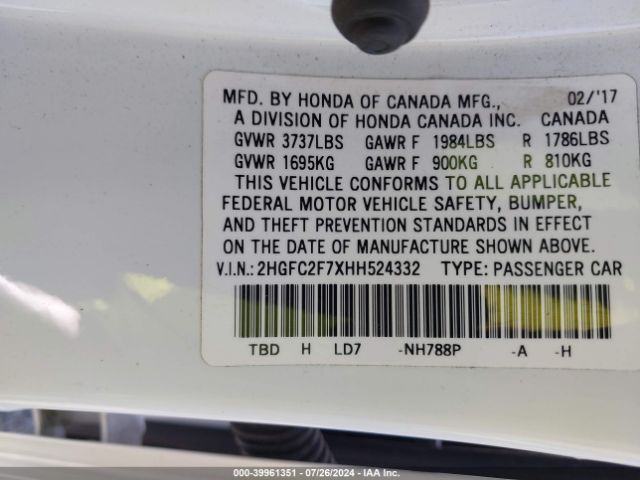 MFD. BY HONDA OF CANADA MFG., 02/'17
A DIVISION OF HONDA CANADA INC. CANADA
GVWR 3737LBS GAWR F 1984LBS R 1786LBS
GVWR 1695KG GAWR F 900KG R 810KG
THIS VEHICLE CONFORMS TO ALL APPLICABLE
FEDERAL MOTOR VEHICLE SAFETY, BUMPER,
AND THEFT PREVENTION STANDARDS IN EFFECT
ON THE DATE OF MANUFACTURE SHOWN ABOVE.
V.I.N.: 2HGFC2F7XHH524332 TYPE: PASSENGER CAR
TBD H LD7 -NH788P -A -H
000-39961351 - 07/26/2024 - IAA Inc.